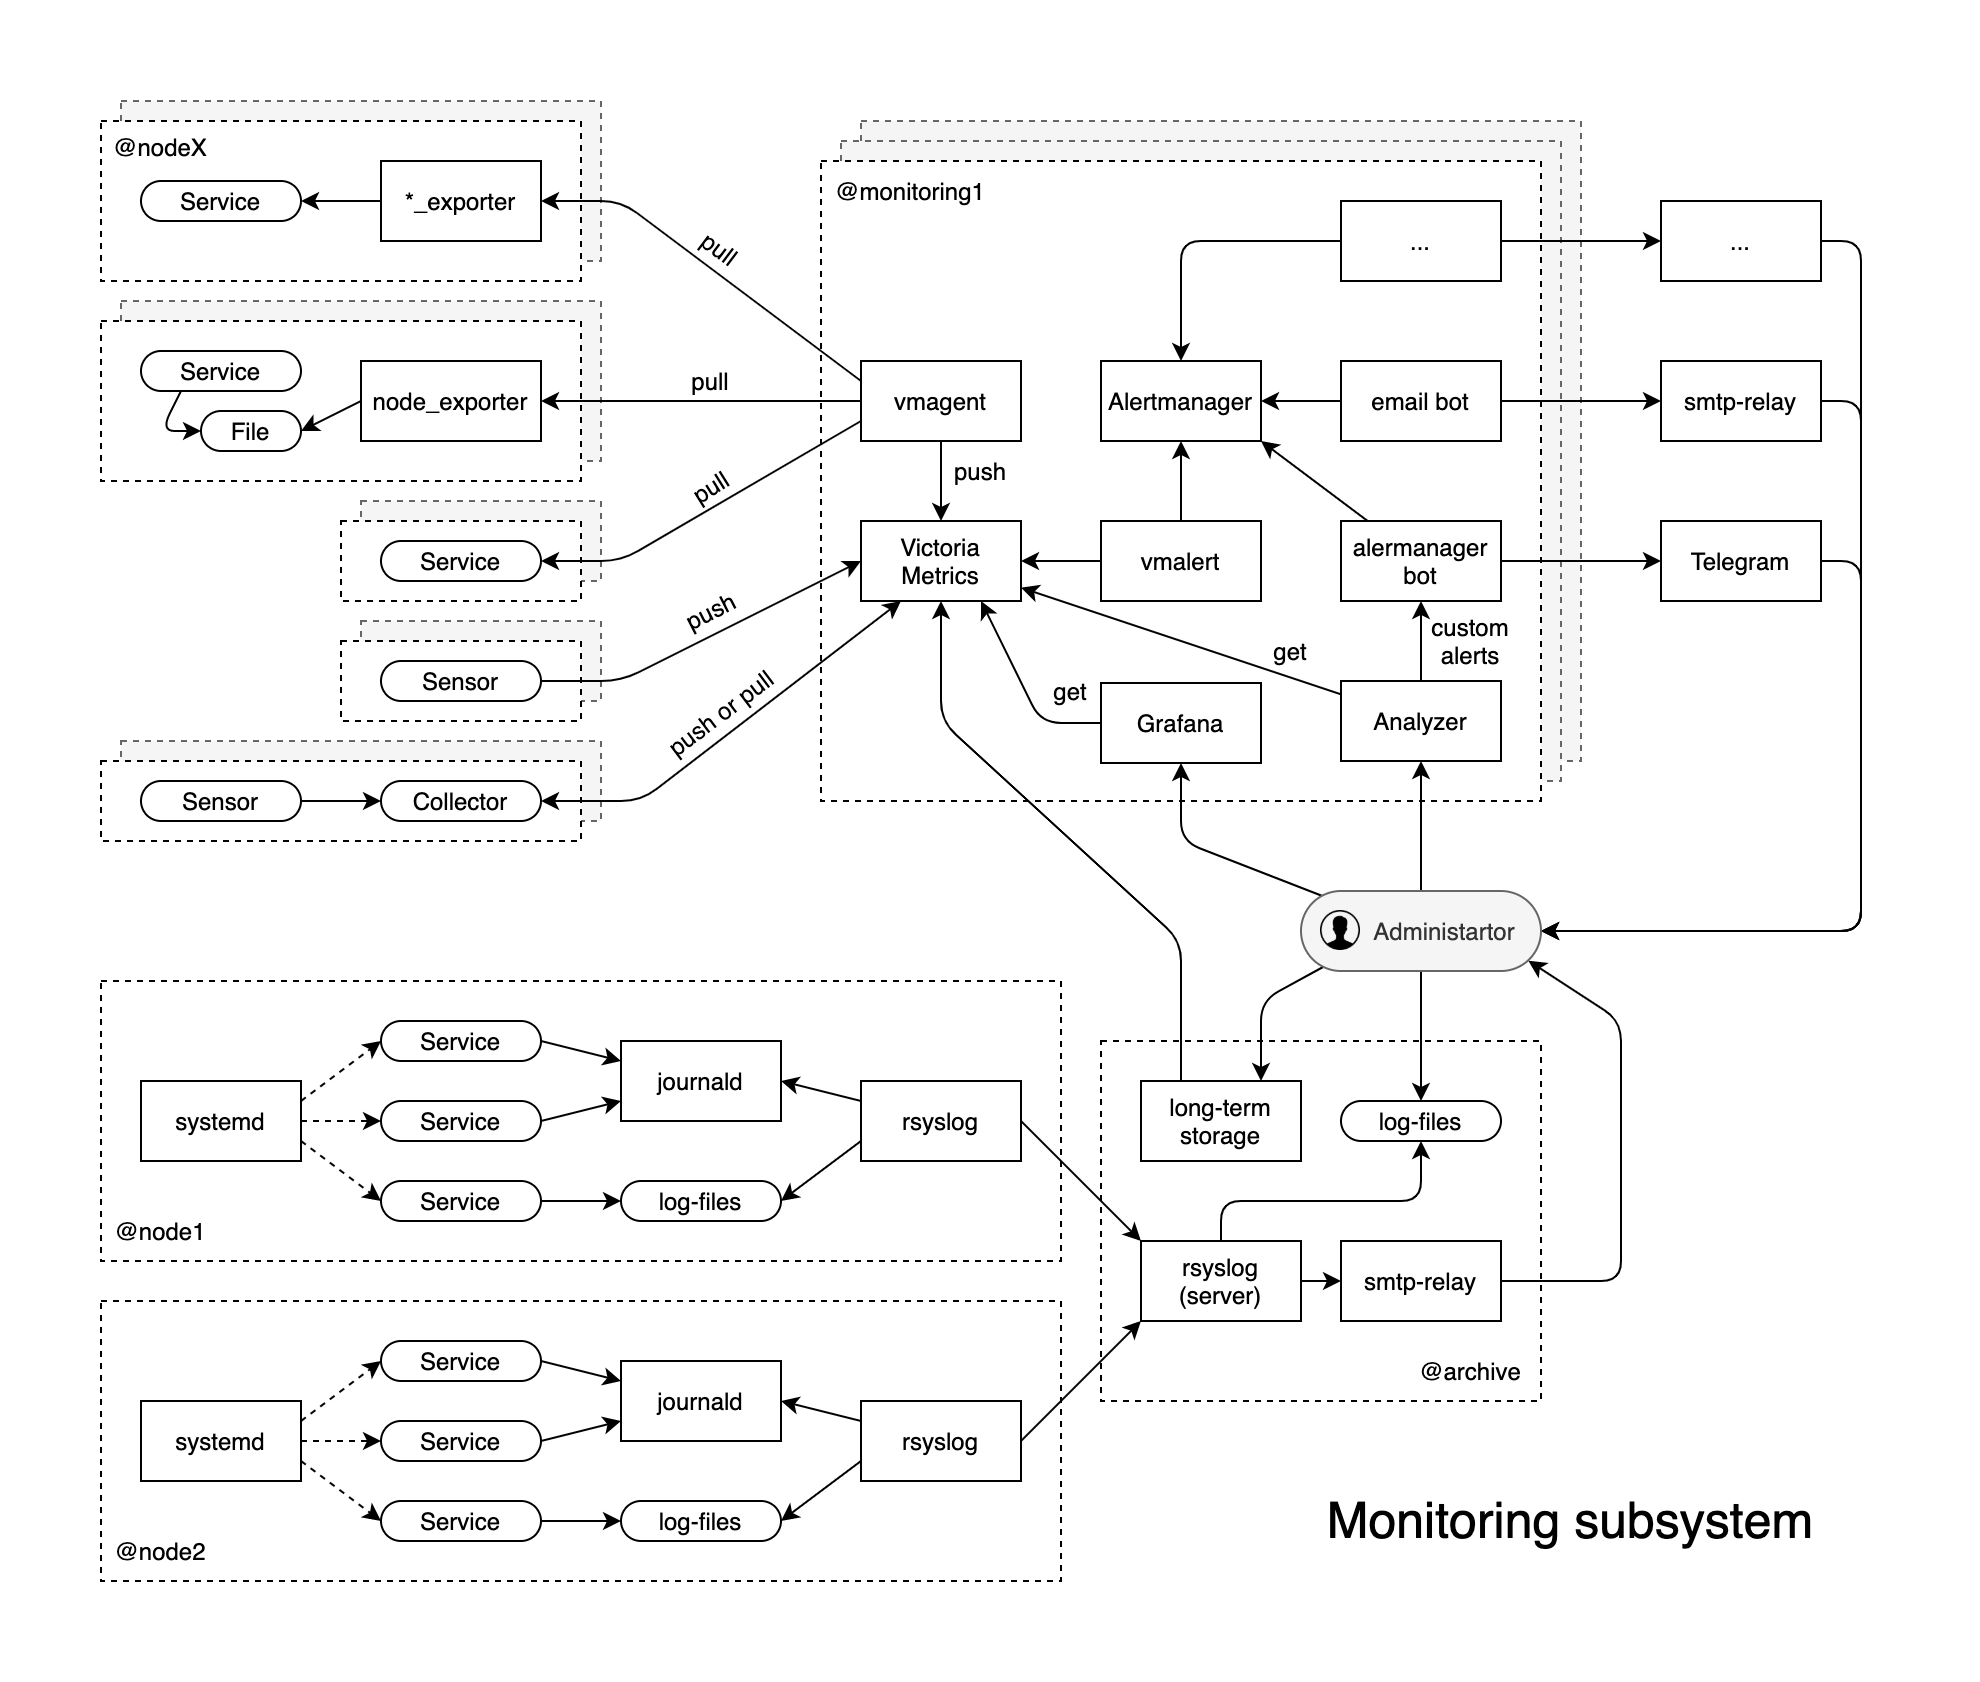 @nodeX
Service
*_exporter
pull
@monitoring1
...
...
Service
File
node_exporter
pull
vmagent
Alertmanager
email bot
smtp-relay
pull
push
Service
Victoria
Metrics
vmalert
alermanager
bot
Telegram
push
custom
alerts
Sensor
get
push or pull
get
Grafana
Analyzer
Sensor
Collector
Administartor
systemd
Service
Service
Service
journald
log-files
rsyslog
@node1
long-term
storage
log-files
rsyslog
(server)
smtp-relay
@archive
systemd
Service
Service
Service
journald
log-files
rsyslog
@node2
Monitoring subsystem